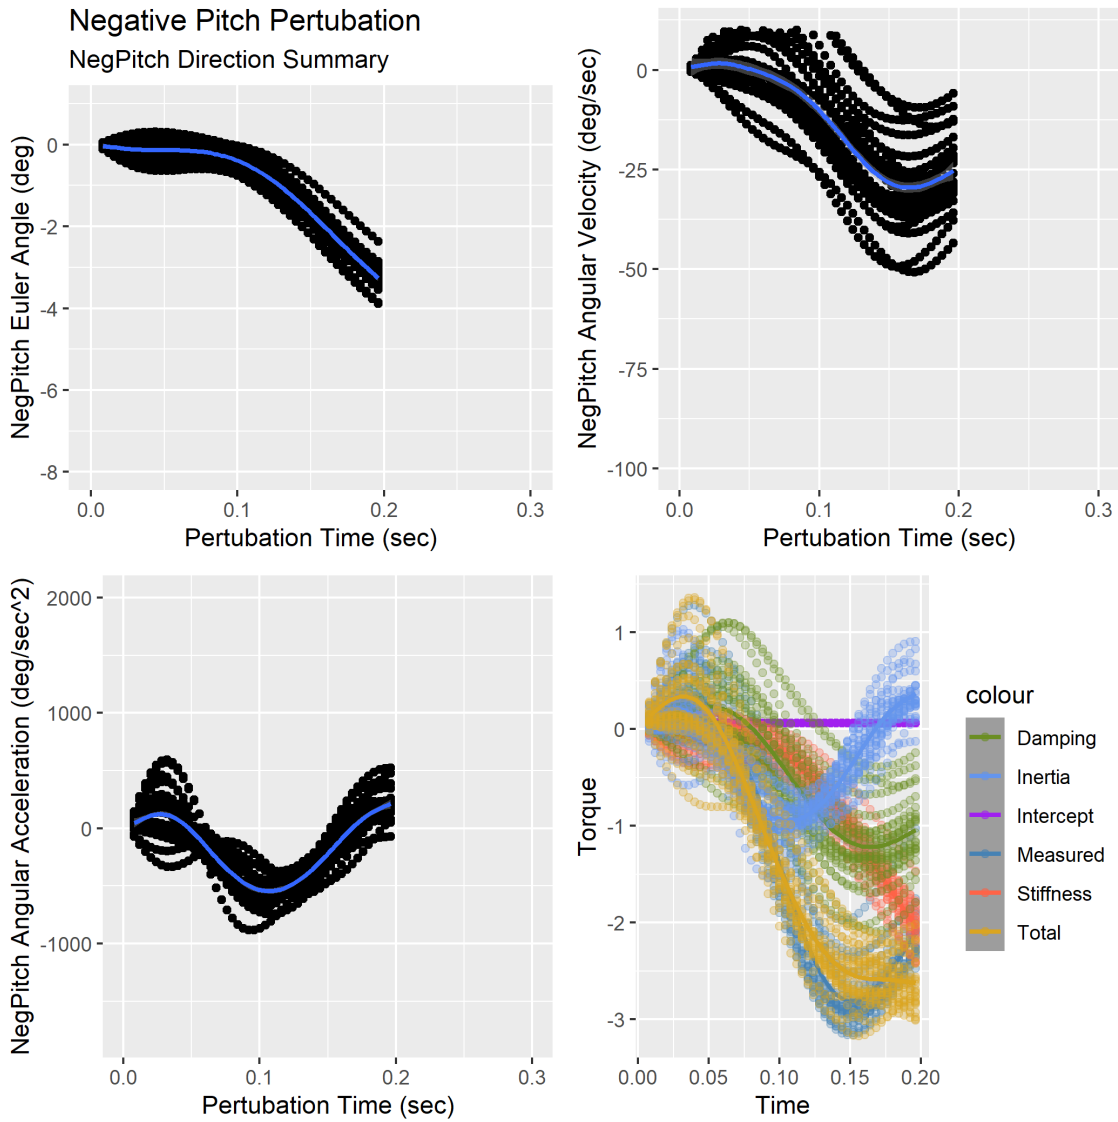 Negative Pitch Pertubation
NegPitch Direction Summary
NegPitch Euler Angle (deg)
0
-2
-4
-6
-8
0.0 0.1 0.2 0.3
Pertubation Time (sec)
NegPitch Angular Velocity (deg/sec)
0
-25
-50
-75
-100
0.0 0.1 0.2 0.3
Pertubation Time (sec)
NegPitch Angular Acceleration (deg/sec^2)
2000
1000
0
-1000
0.0 0.1 0.2 0.3
Pertubation Time (sec)
Torque
1
0
-1
-2
-3
0.00 0.05 0.10 0.15 0.20
Time
colour
Damping
Inertia
Intercept
Measured
Stiffness
Total